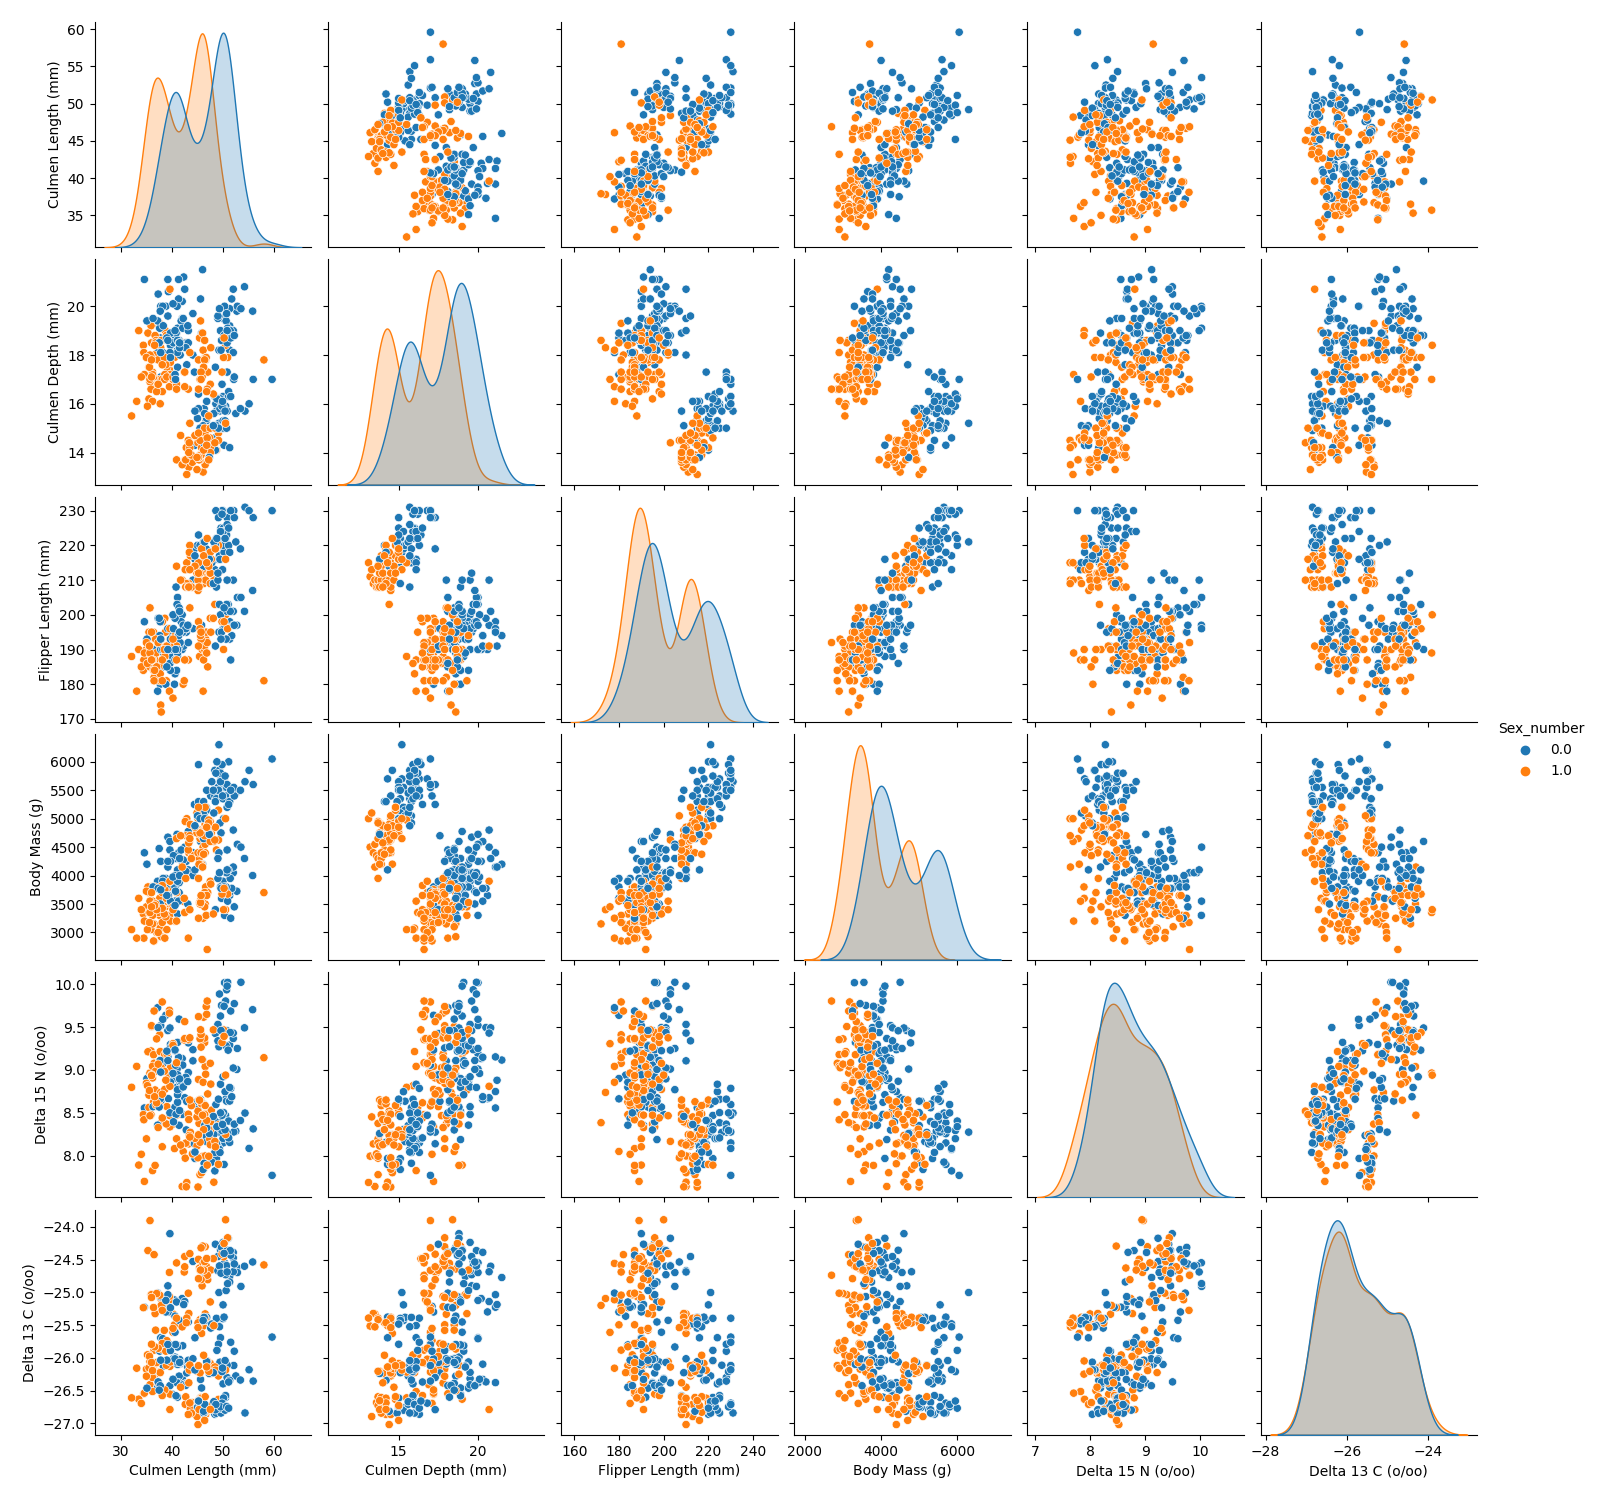 60
55
50
45
40
35
Culmen Length (mm)
20
18
16
14
Culmen Depth (mm)
230
220
210
200
190
180
170
Flipper Length (mm)
Sex_number
0.0
1.0
6000
5500
5000
4500
4000
3500
3000
Body Mass (g)
10.0
9.5
9.0
8.5
8.0
Delta 15 N (o/oo)
−24.0
−24.5
−25.0
−25.5
−26.0
−26.5
−27.0
Delta 13 C (o/oo)
30 40 50 60
15 20
160 180 200 220 240
2000 4000 6000
7 8 9 10
−28 −26 −24
Culmen Length (mm)
Culmen Depth (mm)
Flipper Length (mm)
Body Mass (g)
Delta 15 N (o/oo)
Delta 13 C (o/oo)